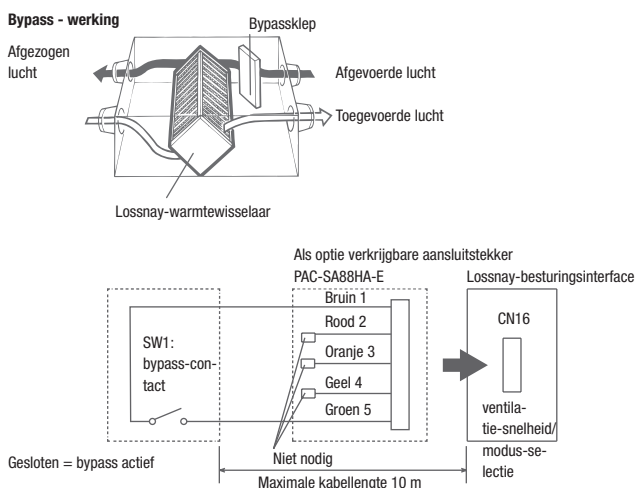 Bypass - werking
Bypassklep
Afgezogen
lucht
Afgevoerde lucht
Toegevoerde lucht
Lossnay-warmtewisselaar
Als optie verkrijgbare aansluitstekker
PAC-SA88HA-E
Lossnay-besturingsinterface
Bruin 1
Rood 2
Oranje 3
Geel 4
Groen 5
SW1:
bypass-con-
tact
CN16
ventila-
tie-snelheid/
modus-se-
lectie
Gesloten = bypass actief
Niet nodig
Maximale kabellengte 10 m